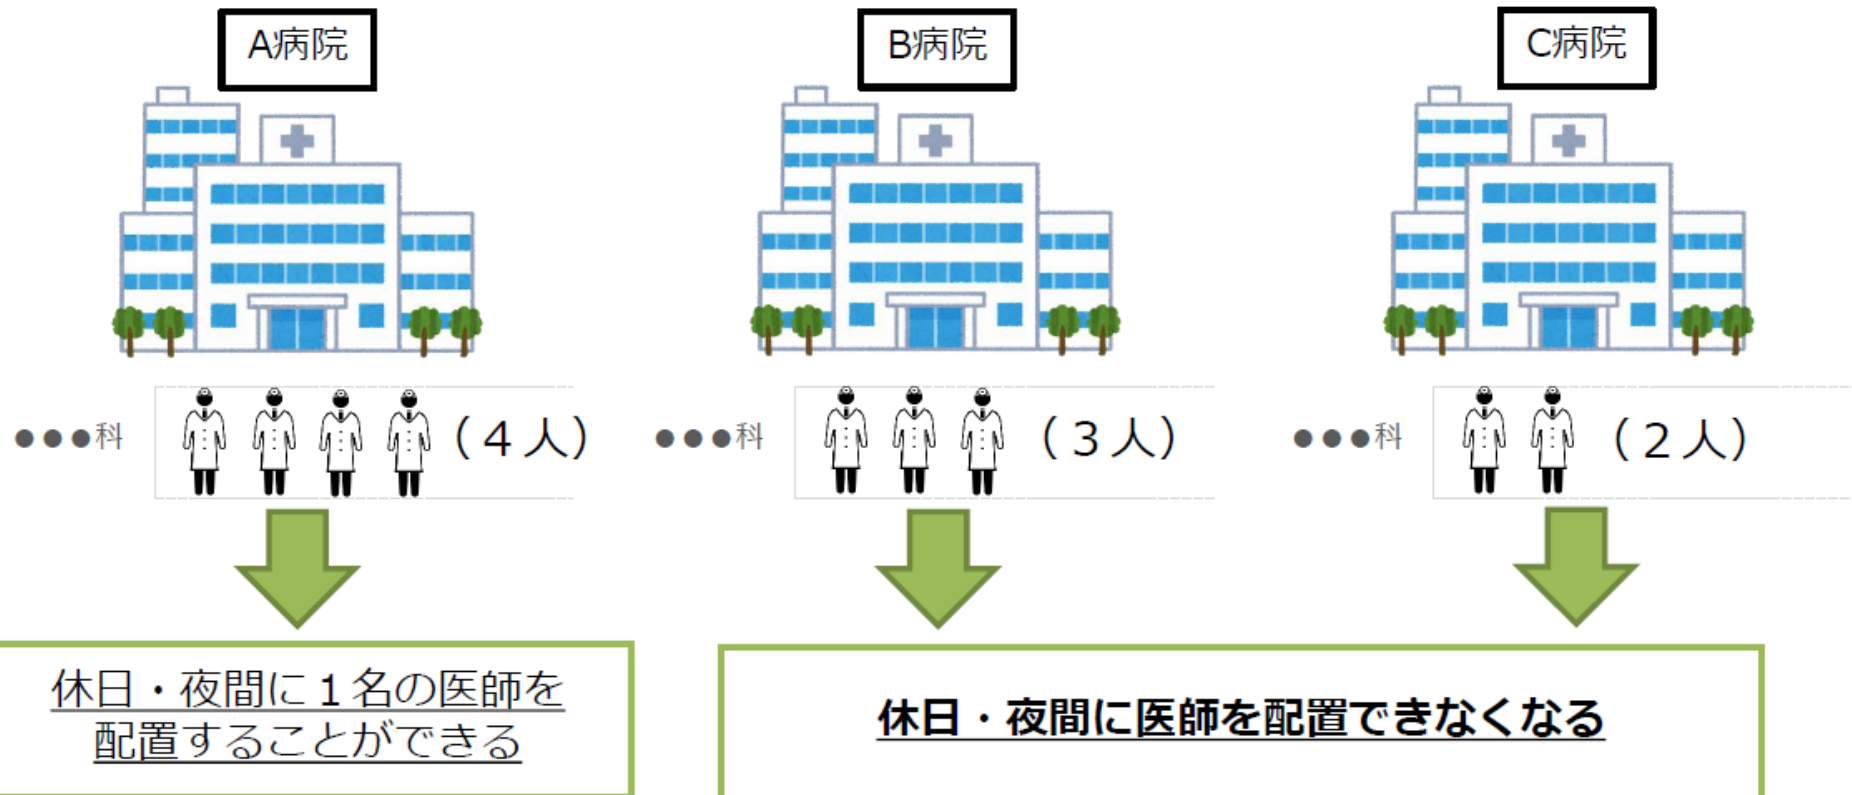 A病院
B病院
C病院
●●●科
（４人）
●●●科
（３人）
●●●科
（２人）
休日・夜間に１名の医師を
配置することができる
休日・夜間に医師を配置できなくなる